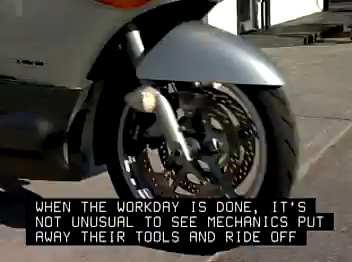 WHEN THE WORKDAY IS DONE, IT'S
NOT UNUSUAL TO SEE MECHANICS PUT
AWAY THEIR TOOLS AND RIDE OFF